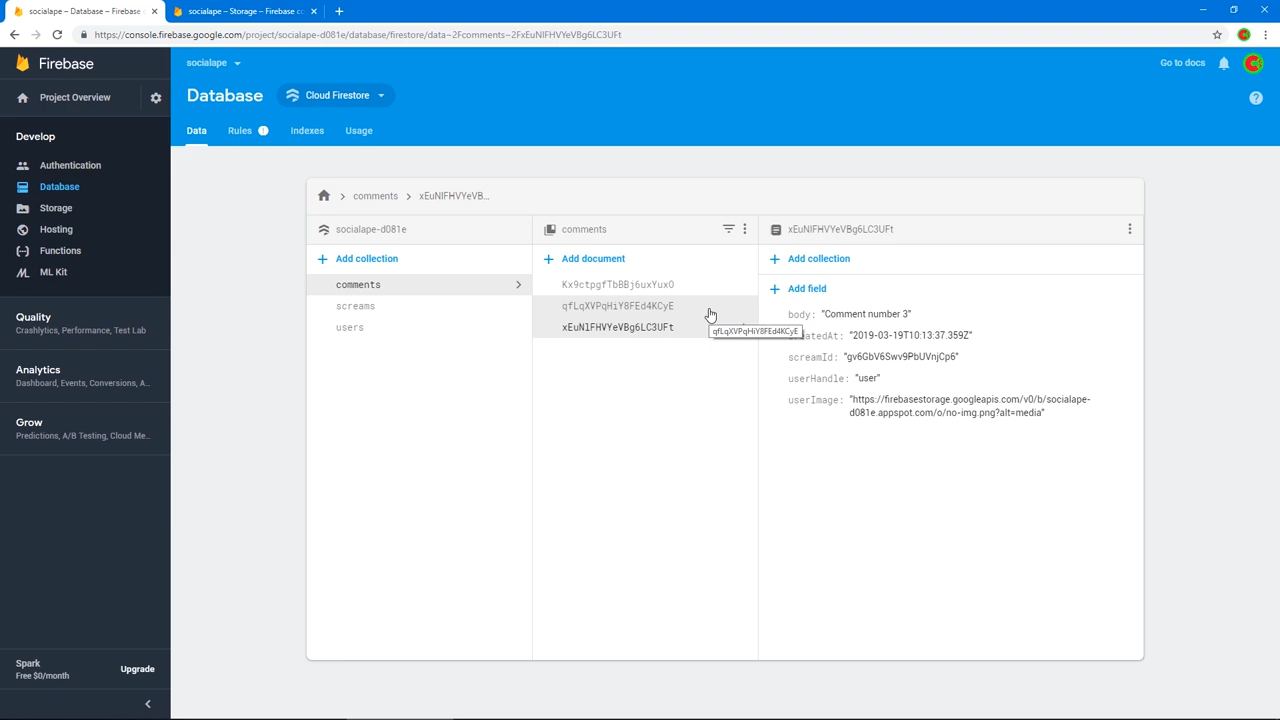 socialape – Database – Firebase
socialape – Storage – Firebase co
https://console.firebase.google.com/project/socialape-d081e/database/firestore/data~2Fcomments~2FxEuNlFHVYeVBg6LC3UFt
Firebase
socialape
Go to docs
Project Overview
Database
Cloud Firestore
Data
Rules
Indexes
Usage
Develop
Authentication
Database
Storage
Hosting
Functions
ML Kit
Quality
Crashlytics, Performance, Test Lab
Analytics
Dashboard, Events, Conversions, A...
Grow
Predictions, A/B Testing, Cloud Me...
Spark
Free $0/month
Upgrade
comments
xEuNlFHVYeVB...
socialape-d081e
comments
xEuNlFHVYeVBg6LC3UFt
Add collection
Add document
Add collection
comments
screams
users
Kx9ctpgfTbBBj6uxYuxO
qfLqXVPqHiY8FEd4KCyE
xEuNlFHVYeVBg6LC3UFt
qfLqXVPqHiY8FEd4KCyE
Add field
body: "Comment number 3"
atedAt: "2019-03-19T10:13:37.359Z"
screamId: "gv6GbV6Swv9PbUVnjCp6"
userHandle: "user"
userImage: "https://firebasestorage.googleapis.com/v0/b/socialape-
d081e.appspot.com/o/no-img.png?alt=media"